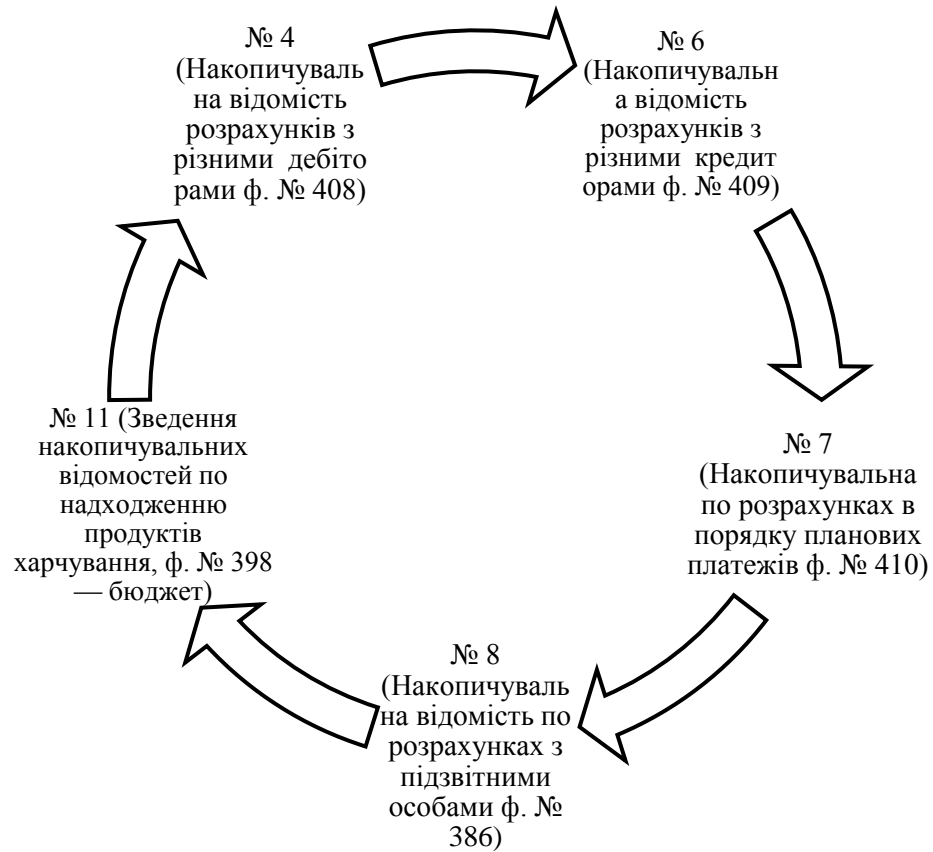 № 4
(Накопичуваль
на відомість
розрахунків з
різними дебіто
рами ф. № 408)
№ 6
(Накопичувальн
а відомість
розрахунків з
різними кредит
орами ф. № 409)
№ 7
(Накопичувальна
по розрахунках в
порядку планових
платежів ф. № 410)
№ 8
(Накопичуваль
на відомість по
розрахунках з
підзвітними
особами ф. №
386)
№ 11 (Зведення
накопичувальних
відомостей по
надходженню
продуктів
харчування, ф. № 398
— бюджет)